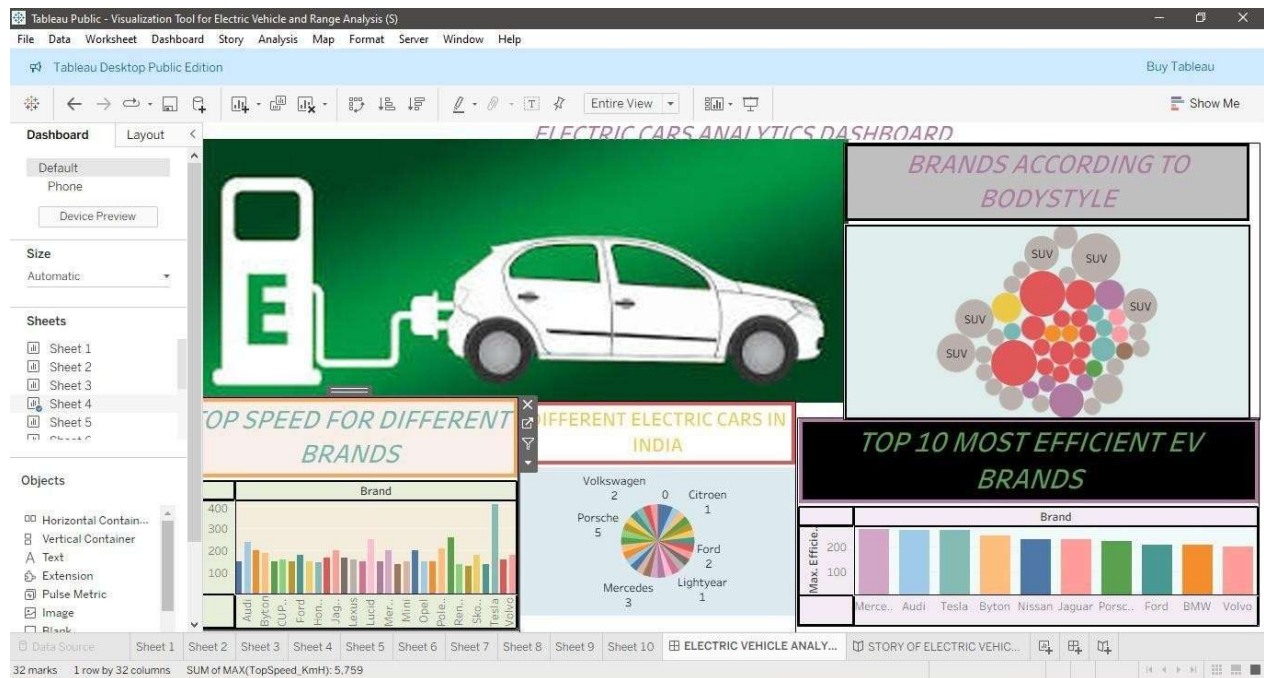 Tableau Public - Visualization Tool for Electric Vehicle and Range Analysis (S)
File Data Worksheet Dashboard Story Analysis Map Format Server Window Help
Tableau Desktop Public Edition
Buy Tableau
Entire View
Show Me
Dashboard Layout
Default
Phone
Device Preview
Size
Automatic
Sheets
Sheet 1
Sheet 2
Sheet 3
Sheet 4
Sheet 5
Objects
Horizontal Contain...
Vertical Container
Text
Extension
Pulse Metric
Image
Blank
ELECTRIC CARS ANALYTICS DASHBOARD
E
BRANDS ACCORDING TO
BODYSTYLE
SUV
SUV
SUV
SUV
SUV
TOP SPEED FOR DIFFERENT
BRANDS
Brand
400
300
200
100
Audi
Byton
CUP..
Ford
Hon..
Jag..
Lexus
Lucid
Mer..
Mini
Opel
Pole..
Ren..
Sko..
Tesla
Volvo
DIFFERENT ELECTRIC CARS IN
INDIA
Volkswagen
2
0
Citroen
1
Porsche
5
Ford
2
Mercedes
3
Lightyear
1
TOP 10 MOST EFFICIENT EV
BRANDS
Brand
Max. Efficie..
200
100
Merce.. Audi Tesla Byton Nissan Jaguar Porsc.. Ford BMW Volvo
Data Source Sheet 1 Sheet 2 Sheet 3 Sheet 4 Sheet 5 Sheet 6 Sheet 7 Sheet 8 Sheet 9 Sheet 10 ELECTRIC VEHICLE ANALY... STORY OF ELECTRIC VEHIC...
32 marks 1 row by 32 columns SUM of MAX(TopSpeed_KmH): 5,759